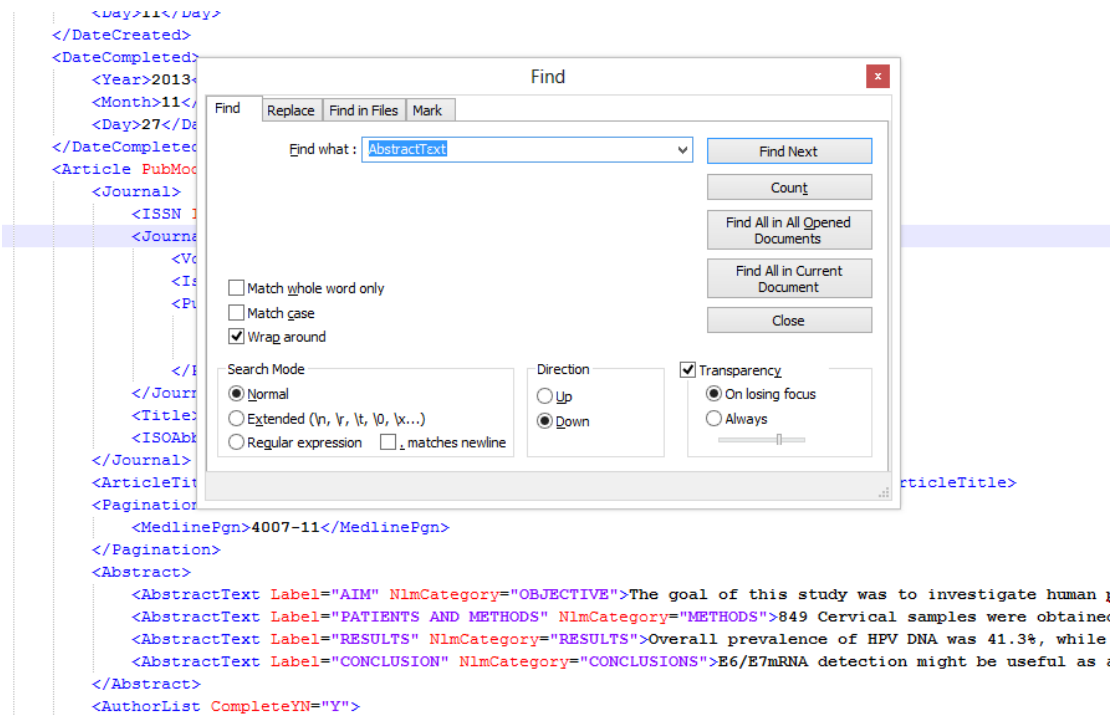 <Day>11</Day>
</DateCreated>
<DateCompleted>
Find
x
<Year>2013<
<Month>11</
<Day>27</Da
</DateCompleted
<Article PubMod
<Journal>
<ISSN I
<Journa
<Vo
<Is
<Pu
</P
</Journ
<Title>
<ISOAbb
</Journal>
<ArticleTit
<Pagination
Find Replace Find in Files Mark
Find what : AbstractText
Find Next
Count
Find All in All Opened
Documents
Find All in Current
Document
Close
Match whole word only
Match case
Wrap around
Search Mode
Normal
Extended (\n, \r, \t, \0, \x...)
Regular expression . matches newline
Direction
Up
Down
Transparency
On losing focus
Always
rticleTitle>
<MedlinePgn>4007-11</MedlinePgn>
</Pagination>
<Abstract>
<AbstractText Label="AIM" NlmCategory="OBJECTIVE">The goal of this study was to investigate human p
<AbstractText Label="PATIENTS AND METHODS" NlmCategory="METHODS">849 Cervical samples were obtained
<AbstractText Label="RESULTS" NlmCategory="RESULTS">Overall prevalence of HPV DNA was 41.3%, while
<AbstractText Label="CONCLUSION" NlmCategory="CONCLUSIONS">E6/E7mRNA detection might be useful as a
</Abstract>
<AuthorList CompleteYN="Y">